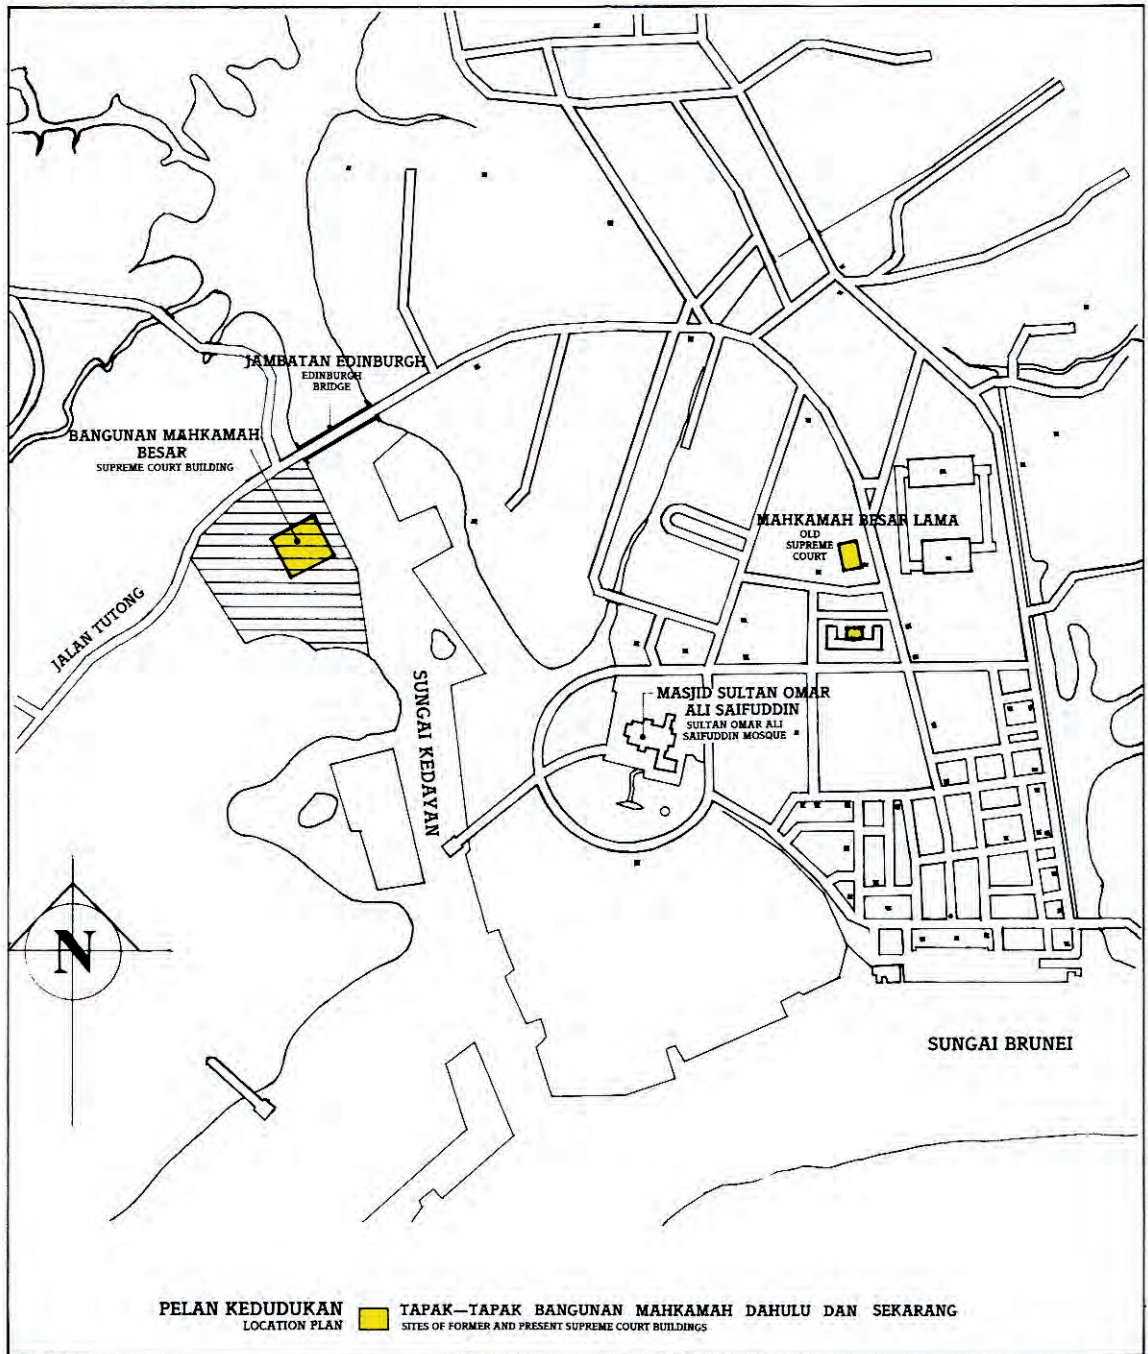 JAMBATAN EDINBURGH
EDINBURGH
BRIDGE
BANGUNAN MAHKAMAH
BESAR
SUPREME COURT BUILDING
MAHKAMAH BESAR LAMA
OLD
SUPREME
COURT
JALAN TUTONG
SUNGAI KEDAYAN
MASJID SULTAN OMAR
ALI SAIFUDDIN
SULTAN OMAR ALI
SAIFUDDIN MOSQUE
N
SUNGAI BRUNEI
PELAN KEDUDUKAN
LOCATION PLAN
TAPAK—TAPAK BANGUNAN MAHKAMAH DAHULU DAN SEKARANG
SITES OF FORMER AND PRESENT SUPREME COURT BUILDINGS